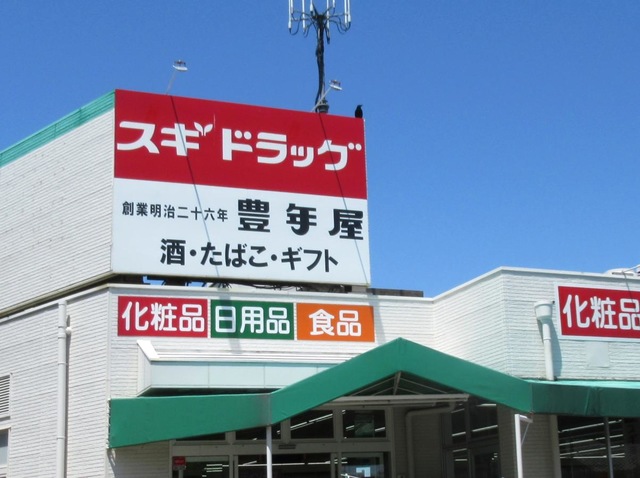 スギドラッグ
創業明治二十六年 豊年屋
酒・たばこ・ギフト
化粧品 日用品 食品
化粧品